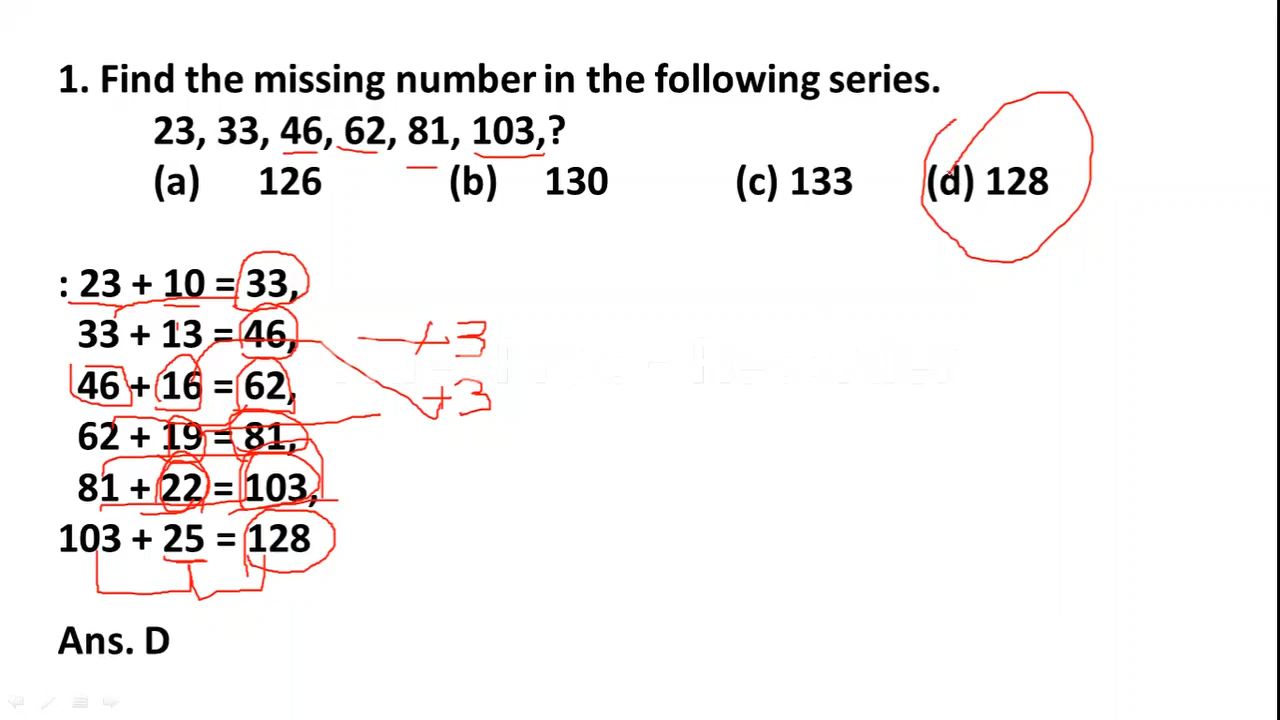 1. Find the missing number in the following series.
23, 33, 46, 62, 81, 103,?
(a) 126 (b) 130 (c) 133 (d) 128
: 23 + 10 = 33,
33 + 13 = 46,
+3
46 + 16 = 62,
+3
62 + 19 = 81,
81 + 22 = 103,
103 + 25 = 128
Ans. D